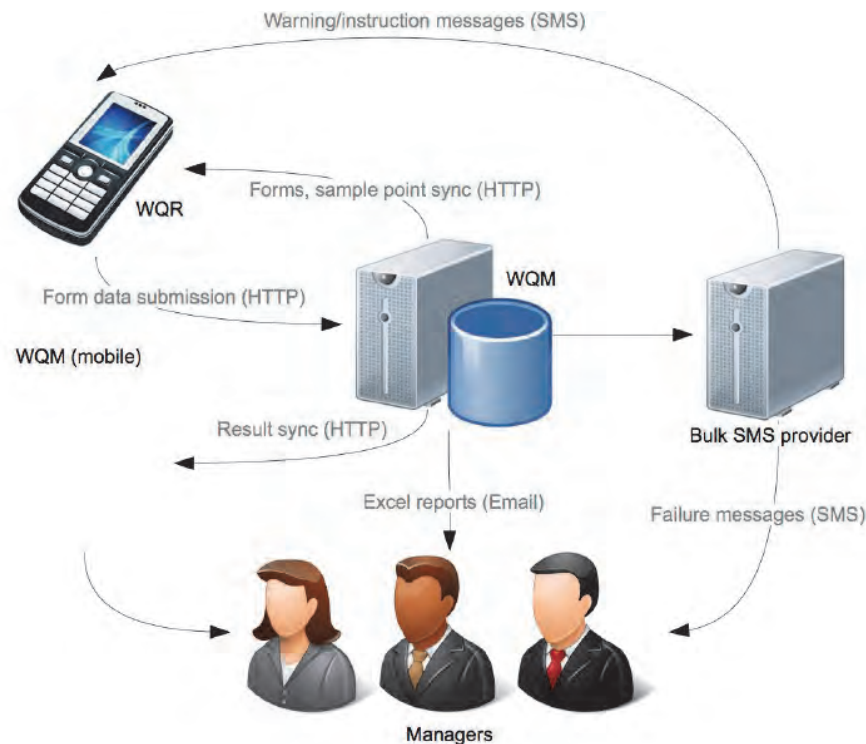 Warning/instruction messages (SMS)
WQR
Forms, sample point sync (HTTP)
WQM
Form data submission (HTTP)
WQM (mobile)
Result sync (HTTP)
Bulk SMS provider
Excel reports (Email)
Failure messages (SMS)
Managers